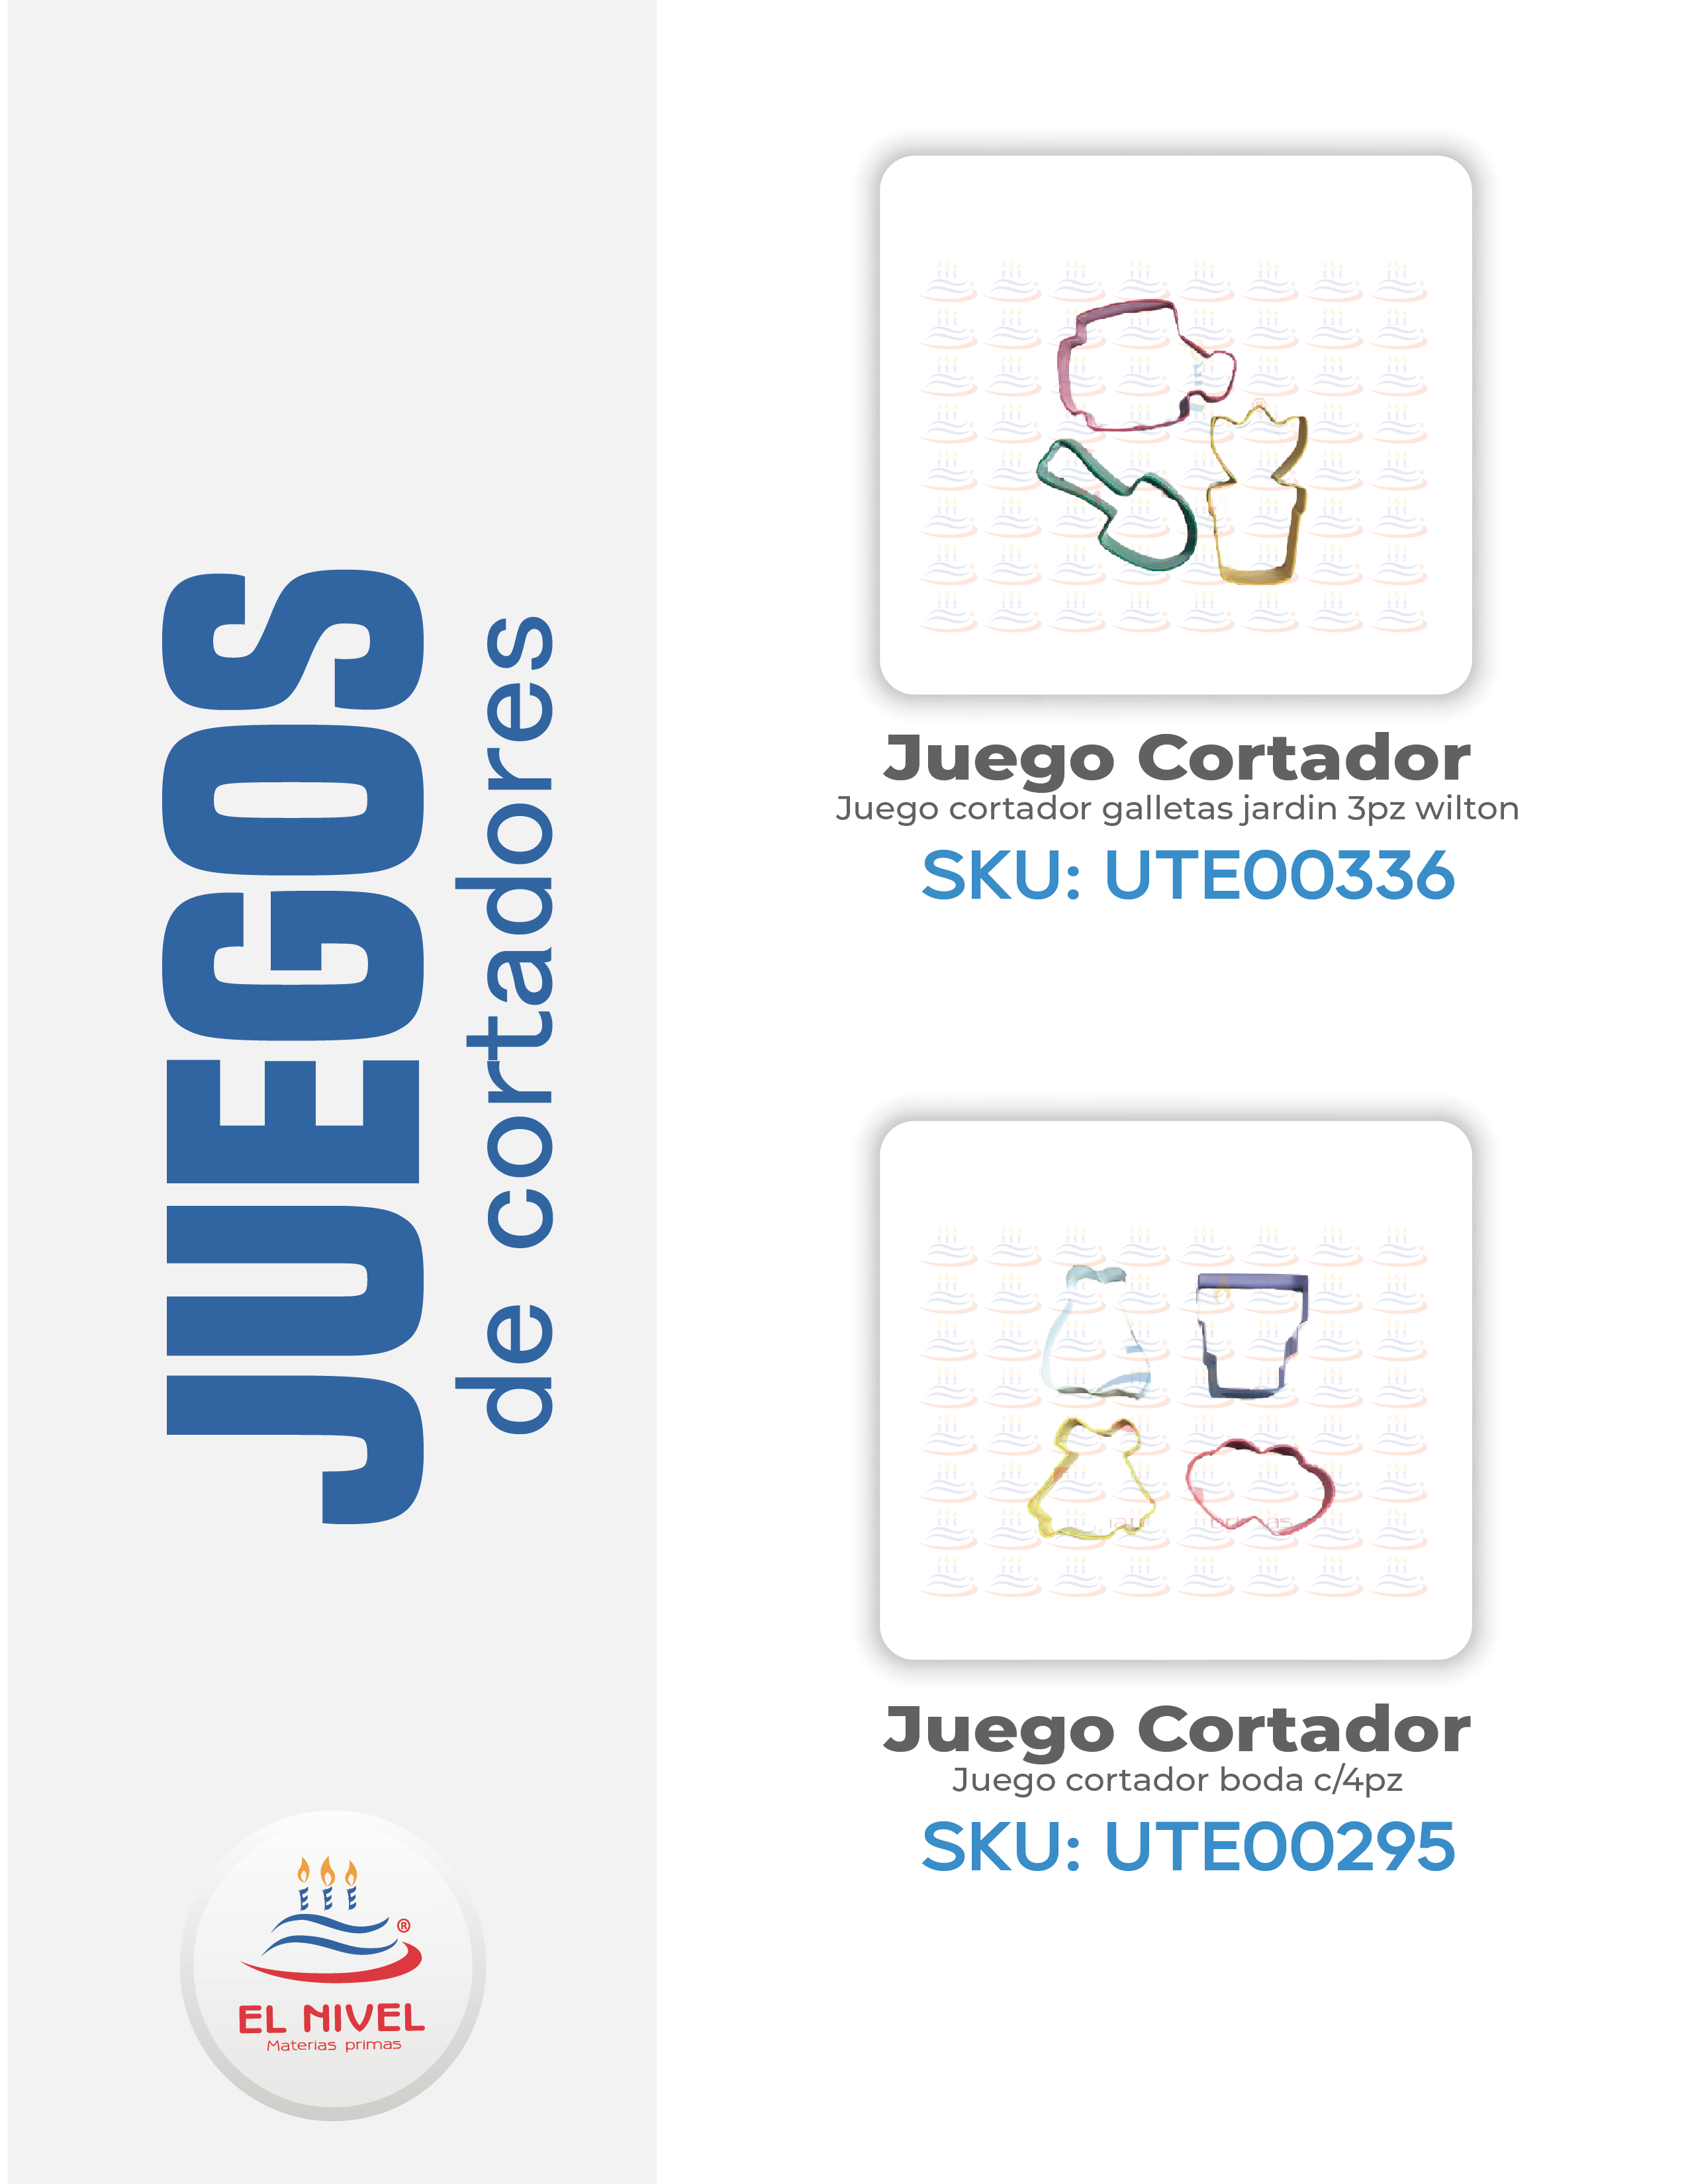 JUEGOS
de cortadores
Juego Cortador
Juego cortador galletas jardin 3pz wilton
SKU: UTE00336
Juego Cortador
Juego cortador boda c/4pz
SKU: UTE00295
®
EL NIVEL
Materias primas